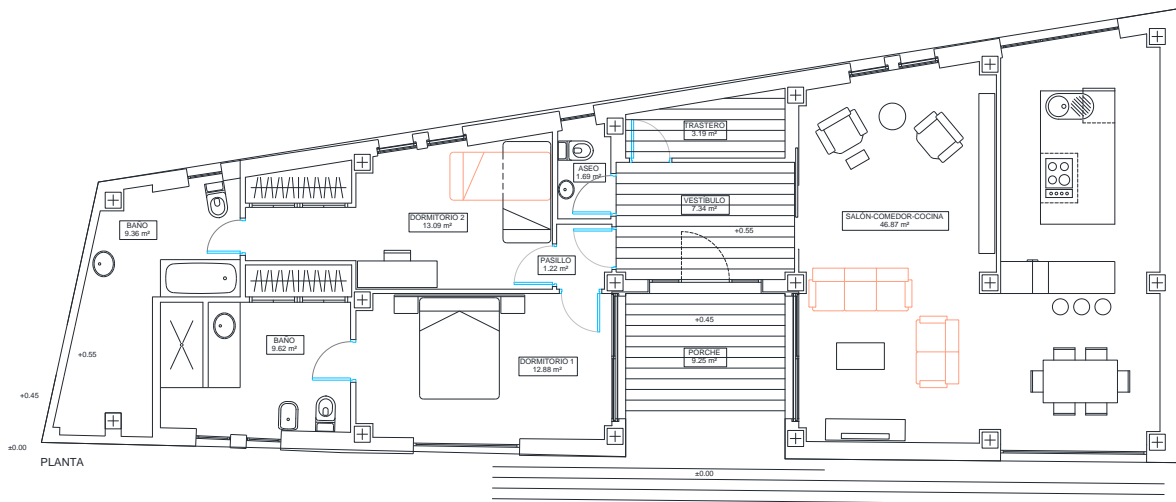 TRASTERO
3.19 m²
ASEO
1.69 m²
VESTÍBULO
7.34 m²
+0.55
DORMITORIO 2
13.09 m²
SALÓN-COMEDOR-COCINA
46.87 m²
BAÑO
9.36 m²
PASILLO
1.22 m²
+0.45
BAÑO
9.62 m²
+0.55
DORMITORIO 1
12.88 m²
PORCHE
9.25 m²
+0.45
±0.00
PLANTA
±0.00